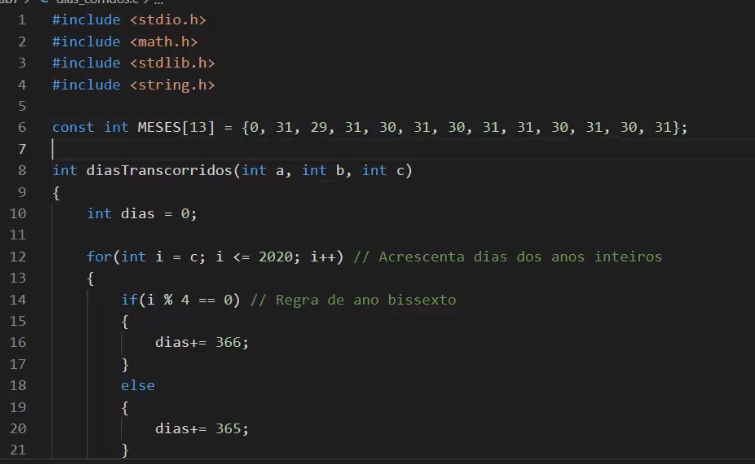 dias_corridos.c
1 #include <stdio.h>
2 #include <math.h>
3 #include <stdlib.h>
4 #include <string.h>
5
6 const int MESES[13] = {0, 31, 29, 31, 30, 31, 30, 31, 31, 30, 31, 30, 31};
7
8 int diasTranscorridos(int a, int b, int c)
9 {
10 int dias = 0;
11
12 for(int i = c; i <= 2020; i++) // Acrescenta dias dos anos inteiros
13 {
14 if(i % 4 == 0) // Regra de ano bissexto
15 {
16 dias+= 366;
17 }
18 else
19 {
20 dias+= 365;
21 }